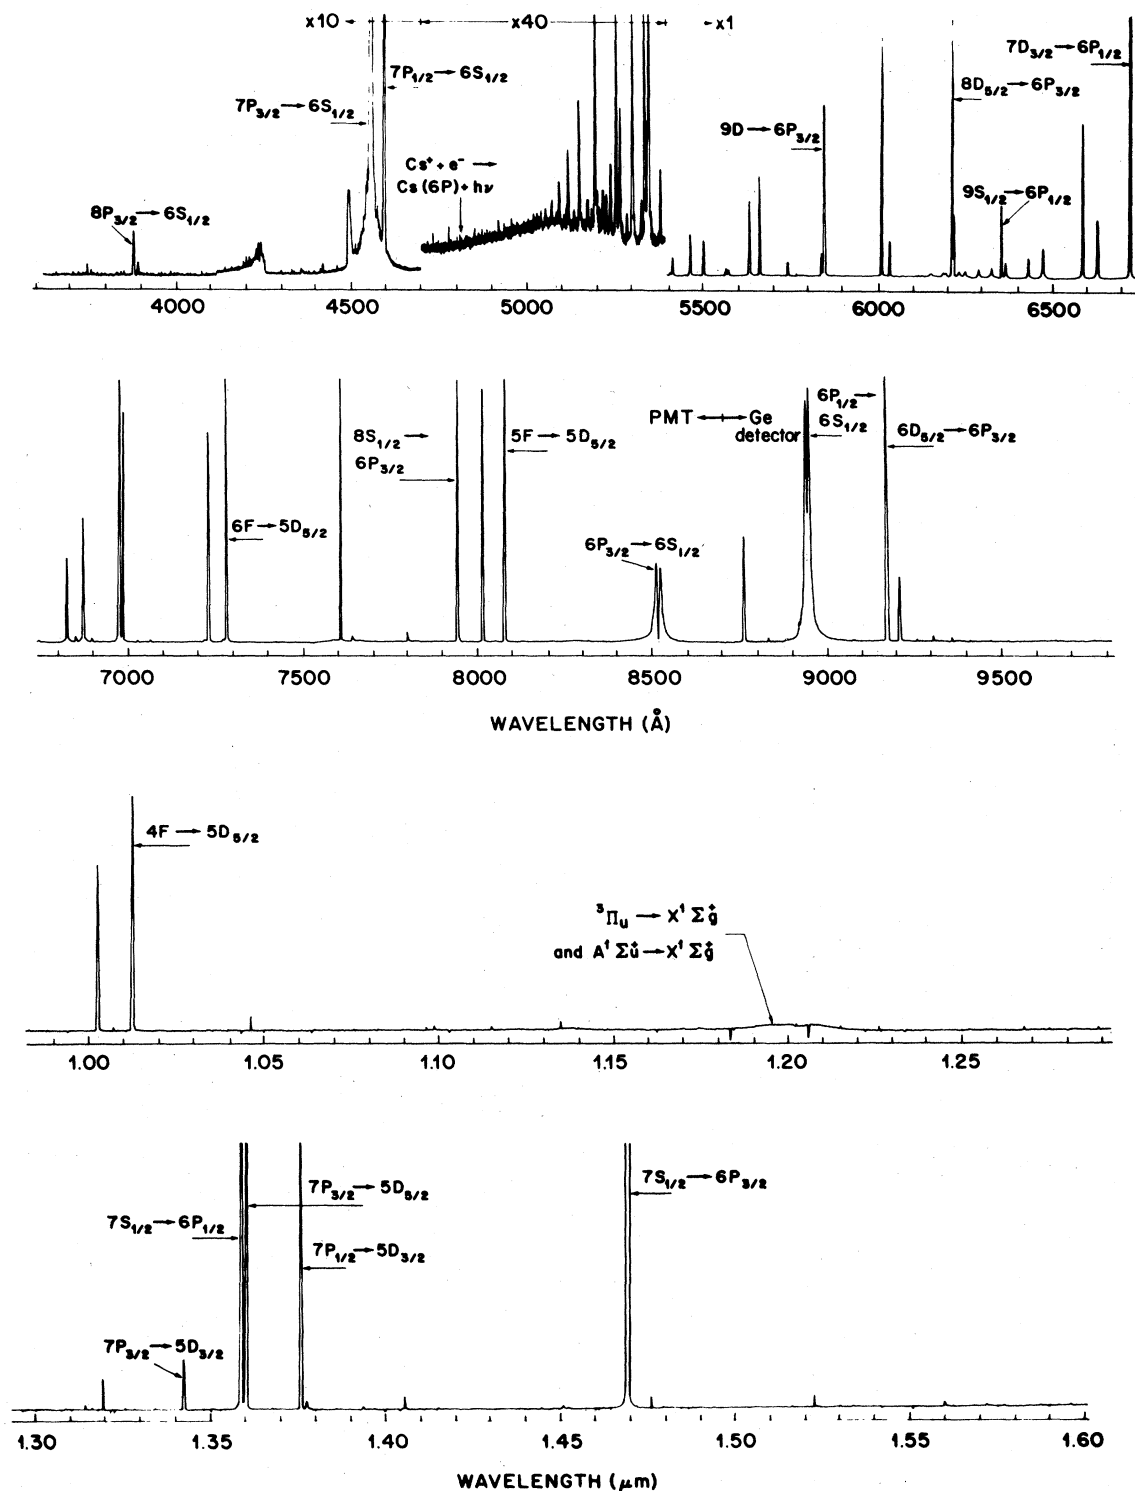 x10 x40 x1
7P1/2 → 6S1/2
7P3/2 → 6S1/2
Cs+ + e- →
Cs(6P) + hν
8P3/2 → 6S1/2
9D → 6P3/2
7D3/2 → 6P1/2
8D5/2 → 6P3/2
9S1/2 → 6P1/2
4000 4500 5000 5500 6000 6500
6F → 5D5/2
8S1/2 →
6P3/2
5F → 5D5/2
6P3/2 → 6S1/2
PMT ←+→ Ge
detector
6P1/2 →
6S1/2
6D5/2 → 6P3/2
7000 7500 8000 8500 9000 9500
WAVELENGTH (Å)
4F → 5D5/2
3Πu → X1 Σg+
and A1 Σu+ → X1 Σg+
1.00 1.05 1.10 1.15 1.20 1.25
7S1/2 → 6P1/2
7P3/2 → 5D5/2
7P1/2 → 5D3/2
7P3/2 → 5D3/2
7S1/2 → 6P3/2
1.30 1.35 1.40 1.45 1.50 1.55 1.60
WAVELENGTH (μm)